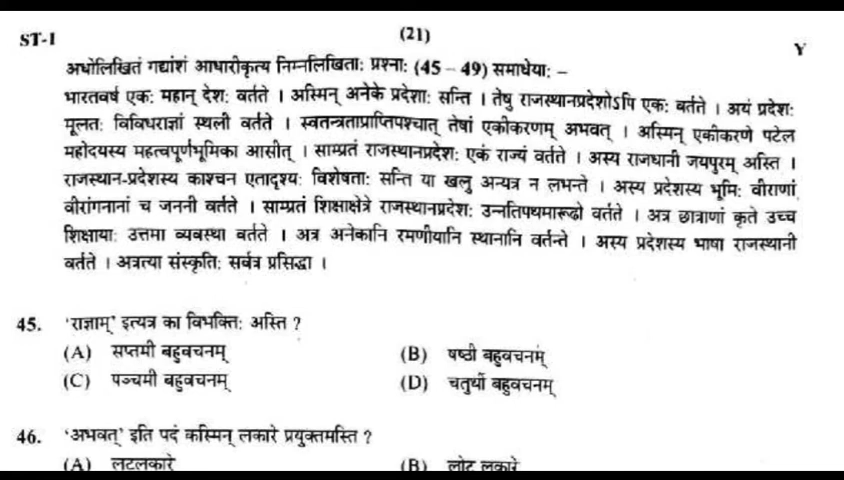 ST-1 (21) Y
अधोलिखितं गद्यांशं आधारीकृत्य निम्नलिखिताः प्रश्नाः (45 – 49) समाधेयाः –
भारतवर्ष एकः महान् देशः वर्तते । अस्मिन् अनेके प्रदेशाः सन्ति । तेषु राजस्थानप्रदेशोऽपि एकः वर्तते । अयं प्रदेशः
मूलतः विविधराज्ञां स्थली वर्तते । स्वतन्त्रताप्राप्तिपश्चात् तेषां एकीकरणम् अभवत् । अस्मिन् एकीकरणे पटेल
महोदयस्य महत्वपूर्णभूमिका आसीत् । साम्प्रतं राजस्थानप्रदेशः एकं राज्यं वर्तते । अस्य राजधानी जयपुरम् अस्ति ।
राजस्थान-प्रदेशस्य काश्चन एतादृश्यः विशेषताः सन्ति या खलु अन्यत्र न लभन्ते । अस्य प्रदेशस्य भूमिः वीराणां
वीरांगनानां च जननी वर्तते । साम्प्रतं शिक्षाक्षेत्रे राजस्थानप्रदेशः उन्नतिपथमारूढो वर्तते । अत्र छात्राणां कृते उच्च
शिक्षायाः उत्तमा व्यवस्था वर्तते । अत्र अनेकानि रमणीयानि स्थानानि वर्तन्ते । अस्य प्रदेशस्य भाषा राजस्थानी
वर्तते । अत्रत्या संस्कृतिः सर्वत्र प्रसिद्धा ।
45. 'राज्ञाम्' इत्यत्र का विभक्तिः अस्ति ?
(A) सप्तमी बहुवचनम् (B) षष्ठी बहुवचनम्
(C) पञ्चमी बहुवचनम् (D) चतुर्थी बहुवचनम्
46. 'अभवत्' इति पदं कस्मिन् लकारे प्रयुक्तमस्ति ?
(A) लटलकारे (B) लोट् लकारे